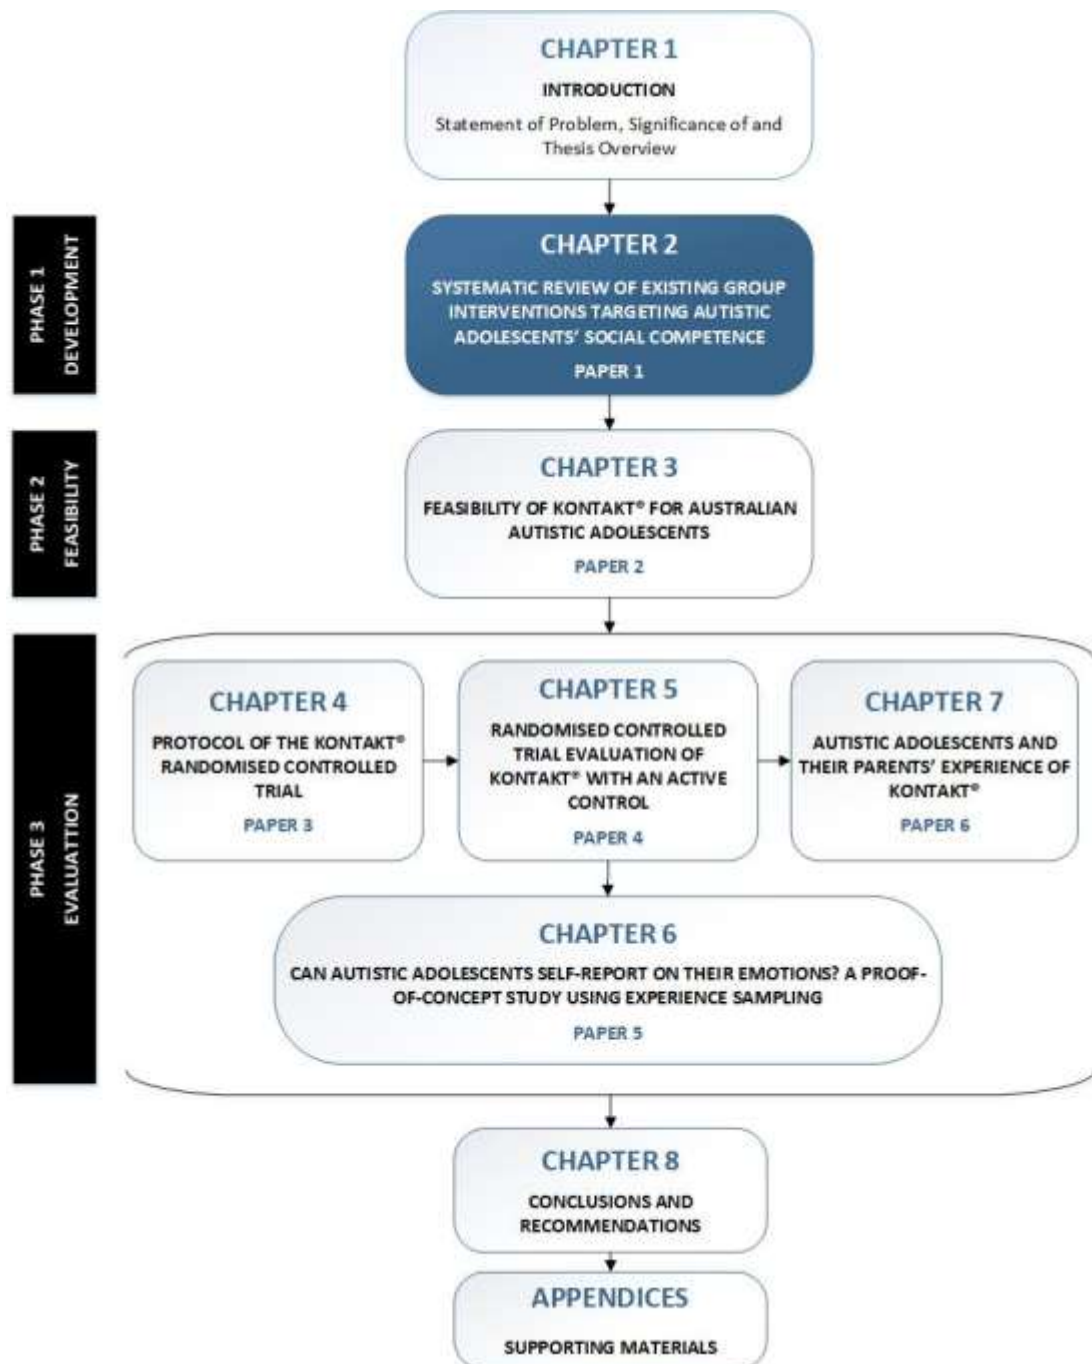 CHAPTER 1
INTRODUCTION
Statement of Problem, Significance of and
Thesis Overview
PHASE 1
DEVELOPMENT
CHAPTER 2
SYSTEMATIC REVIEW OF EXISTING GROUP
INTERVENTIONS TARGETING AUTISTIC
ADOLESCENTS' SOCIAL COMPETENCE
PAPER 1
PHASE 2
FEASIBILITY
CHAPTER 3
FEASIBILITY OF KONTAKT® FOR AUSTRALIAN
AUTISTIC ADOLESCENTS
PAPER 2
PHASE 3
EVALUATTION
CHAPTER 4
PROTOCOL OF THE KONTAKT®
RANDOMISED CONTROLLED
TRIAL
PAPER 3
CHAPTER 5
RANDOMISED CONTROLLED
TRIAL EVALUATION OF
KONTAKT® WITH AN ACTIVE
CONTROL
PAPER 4
CHAPTER 7
AUTISTIC ADOLESCENTS AND
THEIR PARENTS' EXPERIENCE OF
KONTAKT®
PAPER 6
CHAPTER 6
CAN AUTISTIC ADOLESCENTS SELF-REPORT ON THEIR EMOTIONS? A PROOF-
OF-CONCEPT STUDY USING EXPERIENCE SAMPLING
PAPER 5
CHAPTER 8
CONCLUSIONS AND
RECOMMENDATIONS
APPENDICES
SUPPORTING MATERIALS